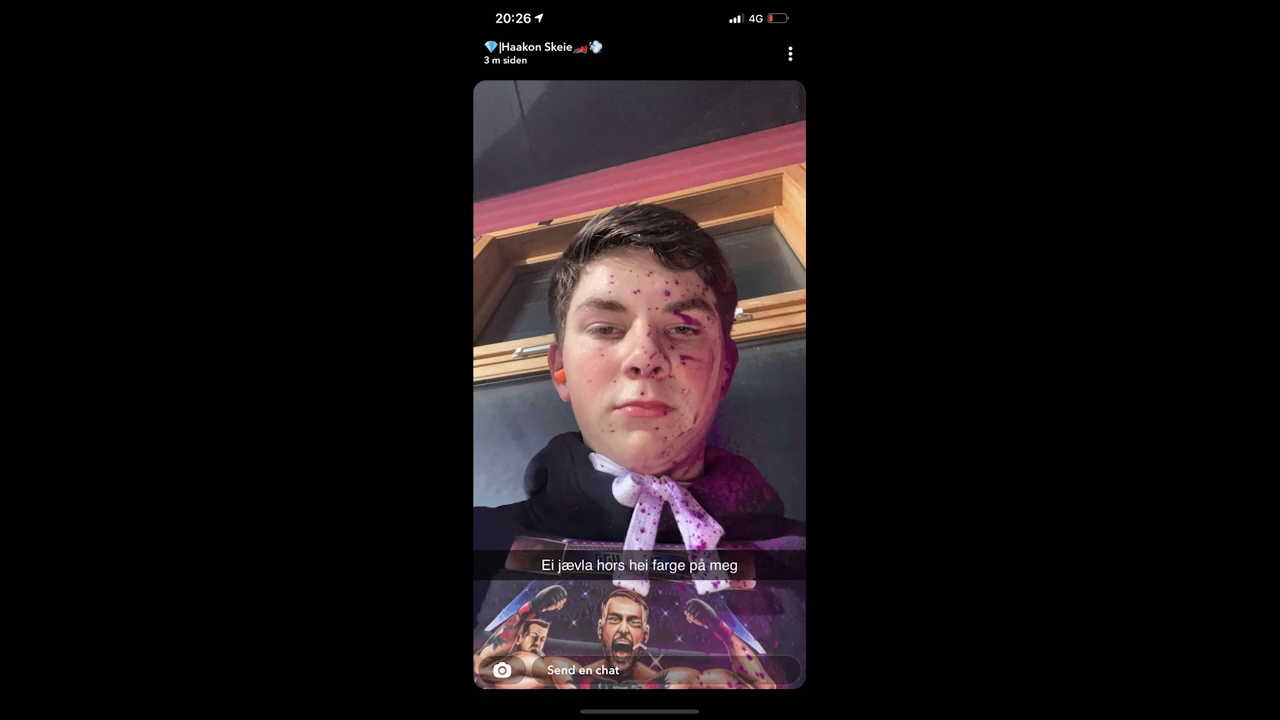 20:26
4G
💎|Haakon Skeie🏎️💨
3 m siden
Ei jævla hors hei farge på meg
Send en chat